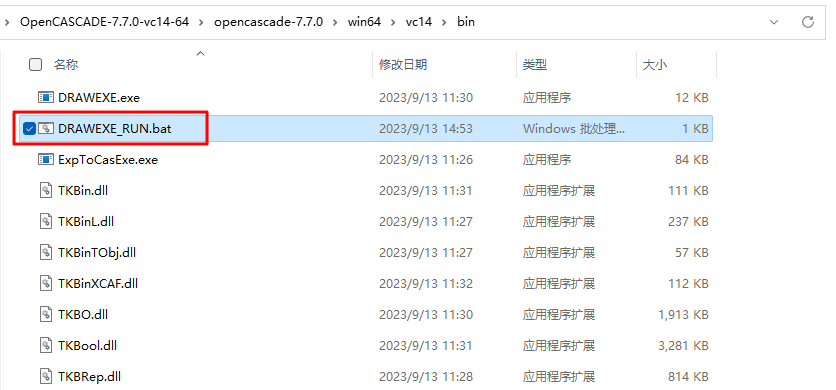 OpenCASCADE-7.7.0-vc14-64 > opencascade-7.7.0 > win64 > vc14 > bin
名称 修改日期 类型 大小
DRAWEXE.exe 2023/9/13 11:30 应用程序 12 KB
DRAWEXE_RUN.bat 2023/9/13 14:53 Windows 批处理... 1 KB
ExpToCasExe.exe 2023/9/13 11:26 应用程序 84 KB
TKBin.dll 2023/9/13 11:31 应用程序扩展 111 KB
TKBinL.dll 2023/9/13 11:27 应用程序扩展 237 KB
TKBinTObj.dll 2023/9/13 11:27 应用程序扩展 57 KB
TKBinXCAF.dll 2023/9/13 11:32 应用程序扩展 112 KB
TKBO.dll 2023/9/13 11:30 应用程序扩展 1,913 KB
TKBool.dll 2023/9/13 11:31 应用程序扩展 3,281 KB
TKBRep.dll 2023/9/13 11:28 应用程序扩展 814 KB